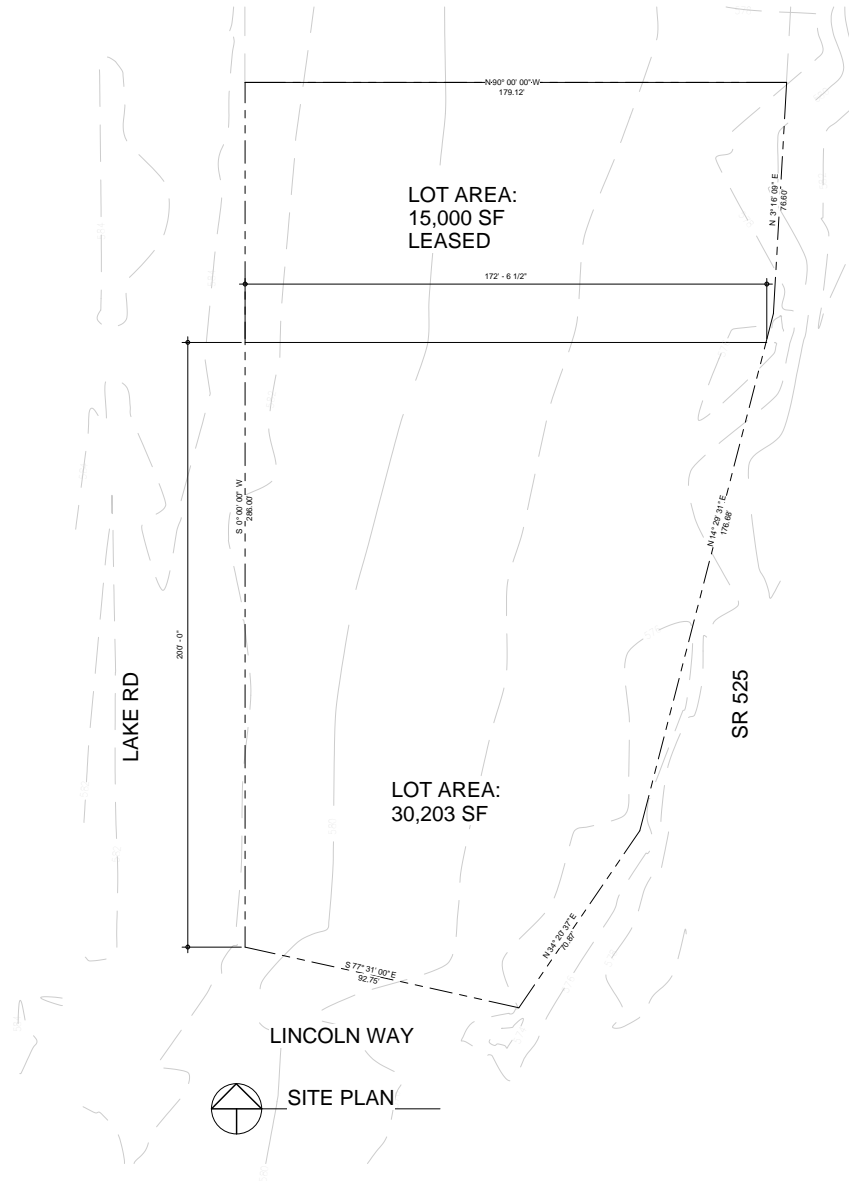 N 90° 00' 00" W
179.12'
LOT AREA:
15,000 SF
LEASED
N 3° 16' 09" E
76.60'
172' - 6 1/2"
S 0° 00' 00" W
286.00'
N 14° 29' 31" E
176.68'
200' - 0"
LAKE RD
SR 525
LOT AREA:
30,203 SF
N 34° 20' 37" E
70.87'
S 77° 31' 00" E
92.75'
LINCOLN WAY
SITE PLAN